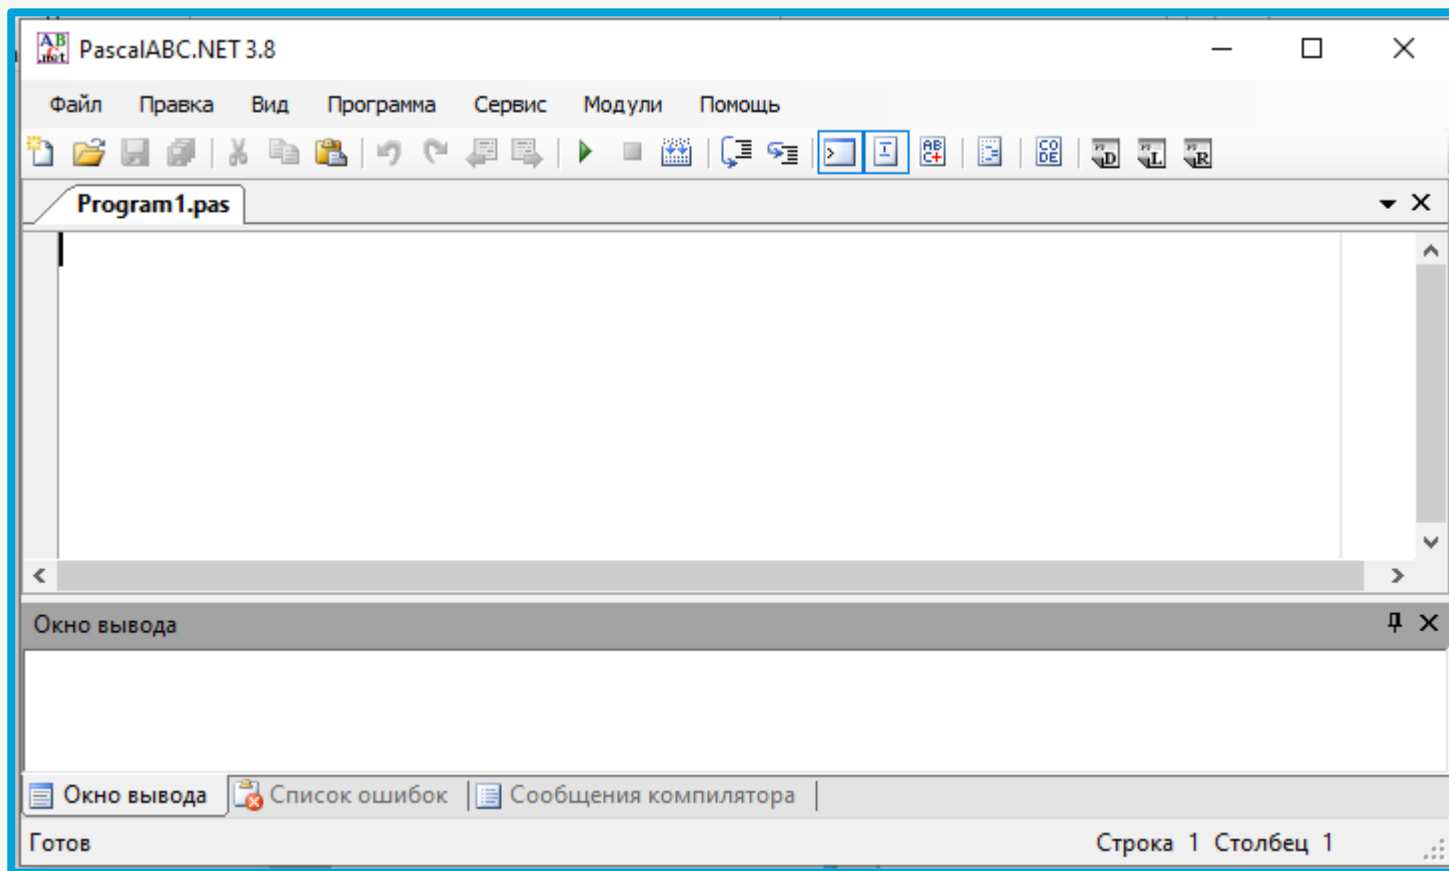 PascalABC.NET 3.8
Файл Правка Вид Программа Сервис Модули Помощь
Program1.pas
Окно вывода
Окно вывода Список ошибок Сообщения компилятора
Готов Строка 1 Столбец 1